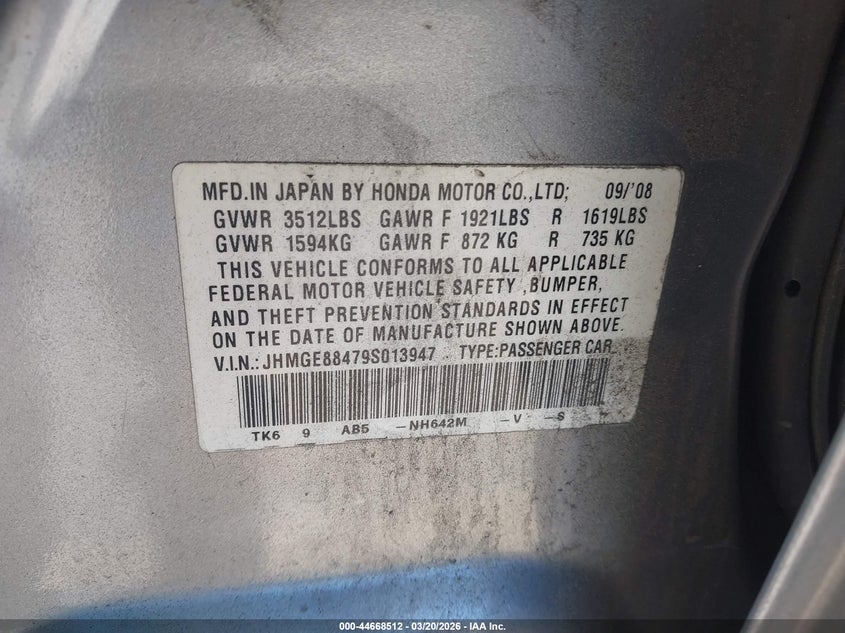 MFD.IN JAPAN BY HONDA MOTOR CO.,LTD; 09/'08
GVWR 3512LBS GAWR F 1921LBS R 1619LBS
GVWR 1594KG GAWR F 872 KG R 735 KG
THIS VEHICLE CONFORMS TO ALL APPLICABLE
FEDERAL MOTOR VEHICLE SAFETY ,BUMPER,
AND THEFT PREVENTION STANDARDS IN EFFECT
ON THE DATE OF MANUFACTURE SHOWN ABOVE.
V.I.N.: JHMGE88479S013947 TYPE:PASSENGER CAR
TK6 9 AB5 -NH642M -V -S
000-44668512 - 03/20/2026 - IAA Inc.